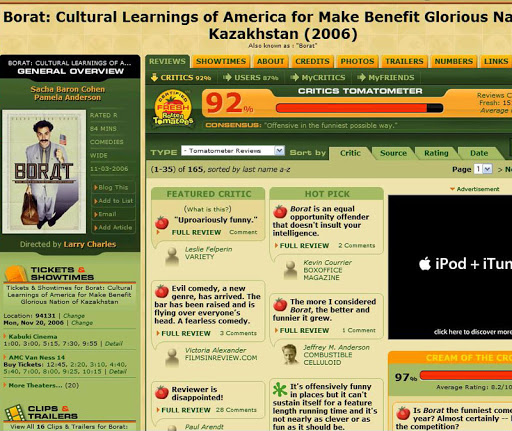 Borat: Cultural Learnings of America for Make Benefit Glorious Na
Kazakhstan (2006)
Also known as : "Borat"
BORAT: CULTURAL LEARNINGS OF A...
GENERAL OVERVIEW
Sacha Baron Cohen
Pamela Anderson
BORAT
RATED R
84 MINS
COMEDIES
WIDE
11-03-2006
Blog This
Add to List
Email
Add Article
Directed by Larry Charles
TICKETS &
SHOWTIMES
Tickets & Showtimes for Borat: Cultural
Learnings of America for Make Benefit
Glorious Nation of Kazakhstan
Location: 94131 | Change
Mon, Nov 20, 2006 | Change
Kabuki Cinema
1:00, 3:00, 5:15, 7:30, 9:55 | Detail
AMC Van Ness 14
Buy Tickets: 12:45, 2:20, 3:10, 4:40,
5:40, 7:00, 8:00, 9:25, 10:15 | Detail
More Theaters... (20)
CLIPS &
TRAILERS
View All 16 Clips & Trailers for Borat:
REVIEWS SHOWTIMES ABOUT CREDITS PHOTOS TRAILERS NUMBERS LINKS
CRITICS 92% USERS 87% MyCRITICS MyFRIENDS
CERTIFIED
FRESH
Rotten
Tomatoes
92%
CRITICS TOMATOMETER
Reviews C
Fresh: 15
Average
CONSENSUS: "Offensive in the funniest possible way."
TYPE - Tomatometer Reviews - Sort by Critic Source Rating Date
(1-35) of 165, sorted by last name a-z
Page 1 > N
FEATURED CRITIC
(What is this?)
"Uproariously funny."
FULL REVIEW Comment
Leslie Felperin
VARIETY
Evil comedy, a new
genre, has arrived. The
bar has been raised and is
flying over everyone's
head. A fearless comedy.
FULL REVIEW 3 Comments
Victoria Alexander
FILMSINREVIEW.COM
Reviewer is
disappointed!
FULL REVIEW 28 Comments
Paul Arendt
HOT PICK
Borat is an equal
opportunity offender
that doesn't insult your
intelligence.
FULL REVIEW 2 Comments
Kevin Courrier
BOXOFFICE
MAGAZINE
The more I considered
Borat, the better and
funnier it grew.
FULL REVIEW 1 Comment
Jeffrey M. Anderson
COMBUSTIBLE
CELLULOID
It's offensively funny
in places but it can't
sustain itself for a feature
length running time and it's
not nearly as clever or as
fun as it should be.
Advertisement
iPod + iTun
click here to discover more
CREAM OF THE CRO
97%
Average Rating: 8.2/10
Is Borat the funniest com
year? Almost certainly --
the